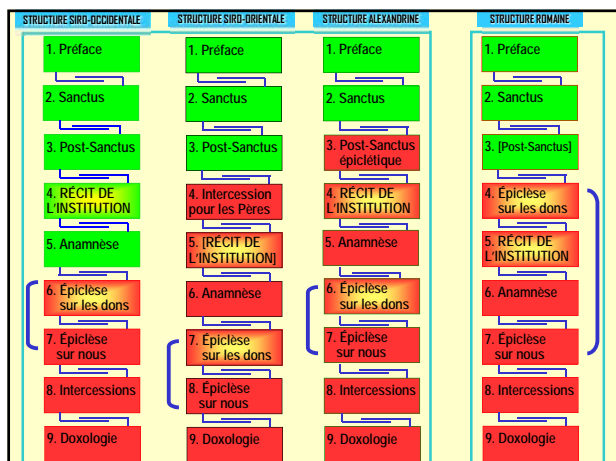 STRUCTURE SIRO-OCCIDENTALE
1. Préface
2. Sanctus
3. Post-Sanctus
4. RÉCIT DE
L'INSTITUTION
5. Anamnèse
6. Épiclèse
sur les dons
7. Épiclèse
sur nous
8. Intercessions
9. Doxologie
STRUCTURE SIRO-ORIENTALE
1. Préface
2. Sanctus
3. Post-Sanctus
4. Intercession
pour les Pères
5. [RÉCIT DE
L'INSTITUTION]
6. Anamnèse
7. Épiclèse
sur les dons
8. Épiclèse
sur nous
9. Doxologie
STRUCTURE ALEXANDRINE
1. Préface
2. Sanctus
3. Post-Sanctus
épiclétique
4. RÉCIT DE
L'INSTITUTION
5. Anamnèse
6. Épiclèse
sur les dons
7. Épiclèse
sur nous
8. Intercessions
9. Doxologie
STRUCTURE ROMAINE
1. Préface
2. Sanctus
3. [Post-Sanctus]
4. Épiclèse
sur les dons
5. RÉCIT DE
L'INSTITUTION
6. Anamnèse
7. Épiclèse
sur nous
8. Intercessions
9. Doxologie